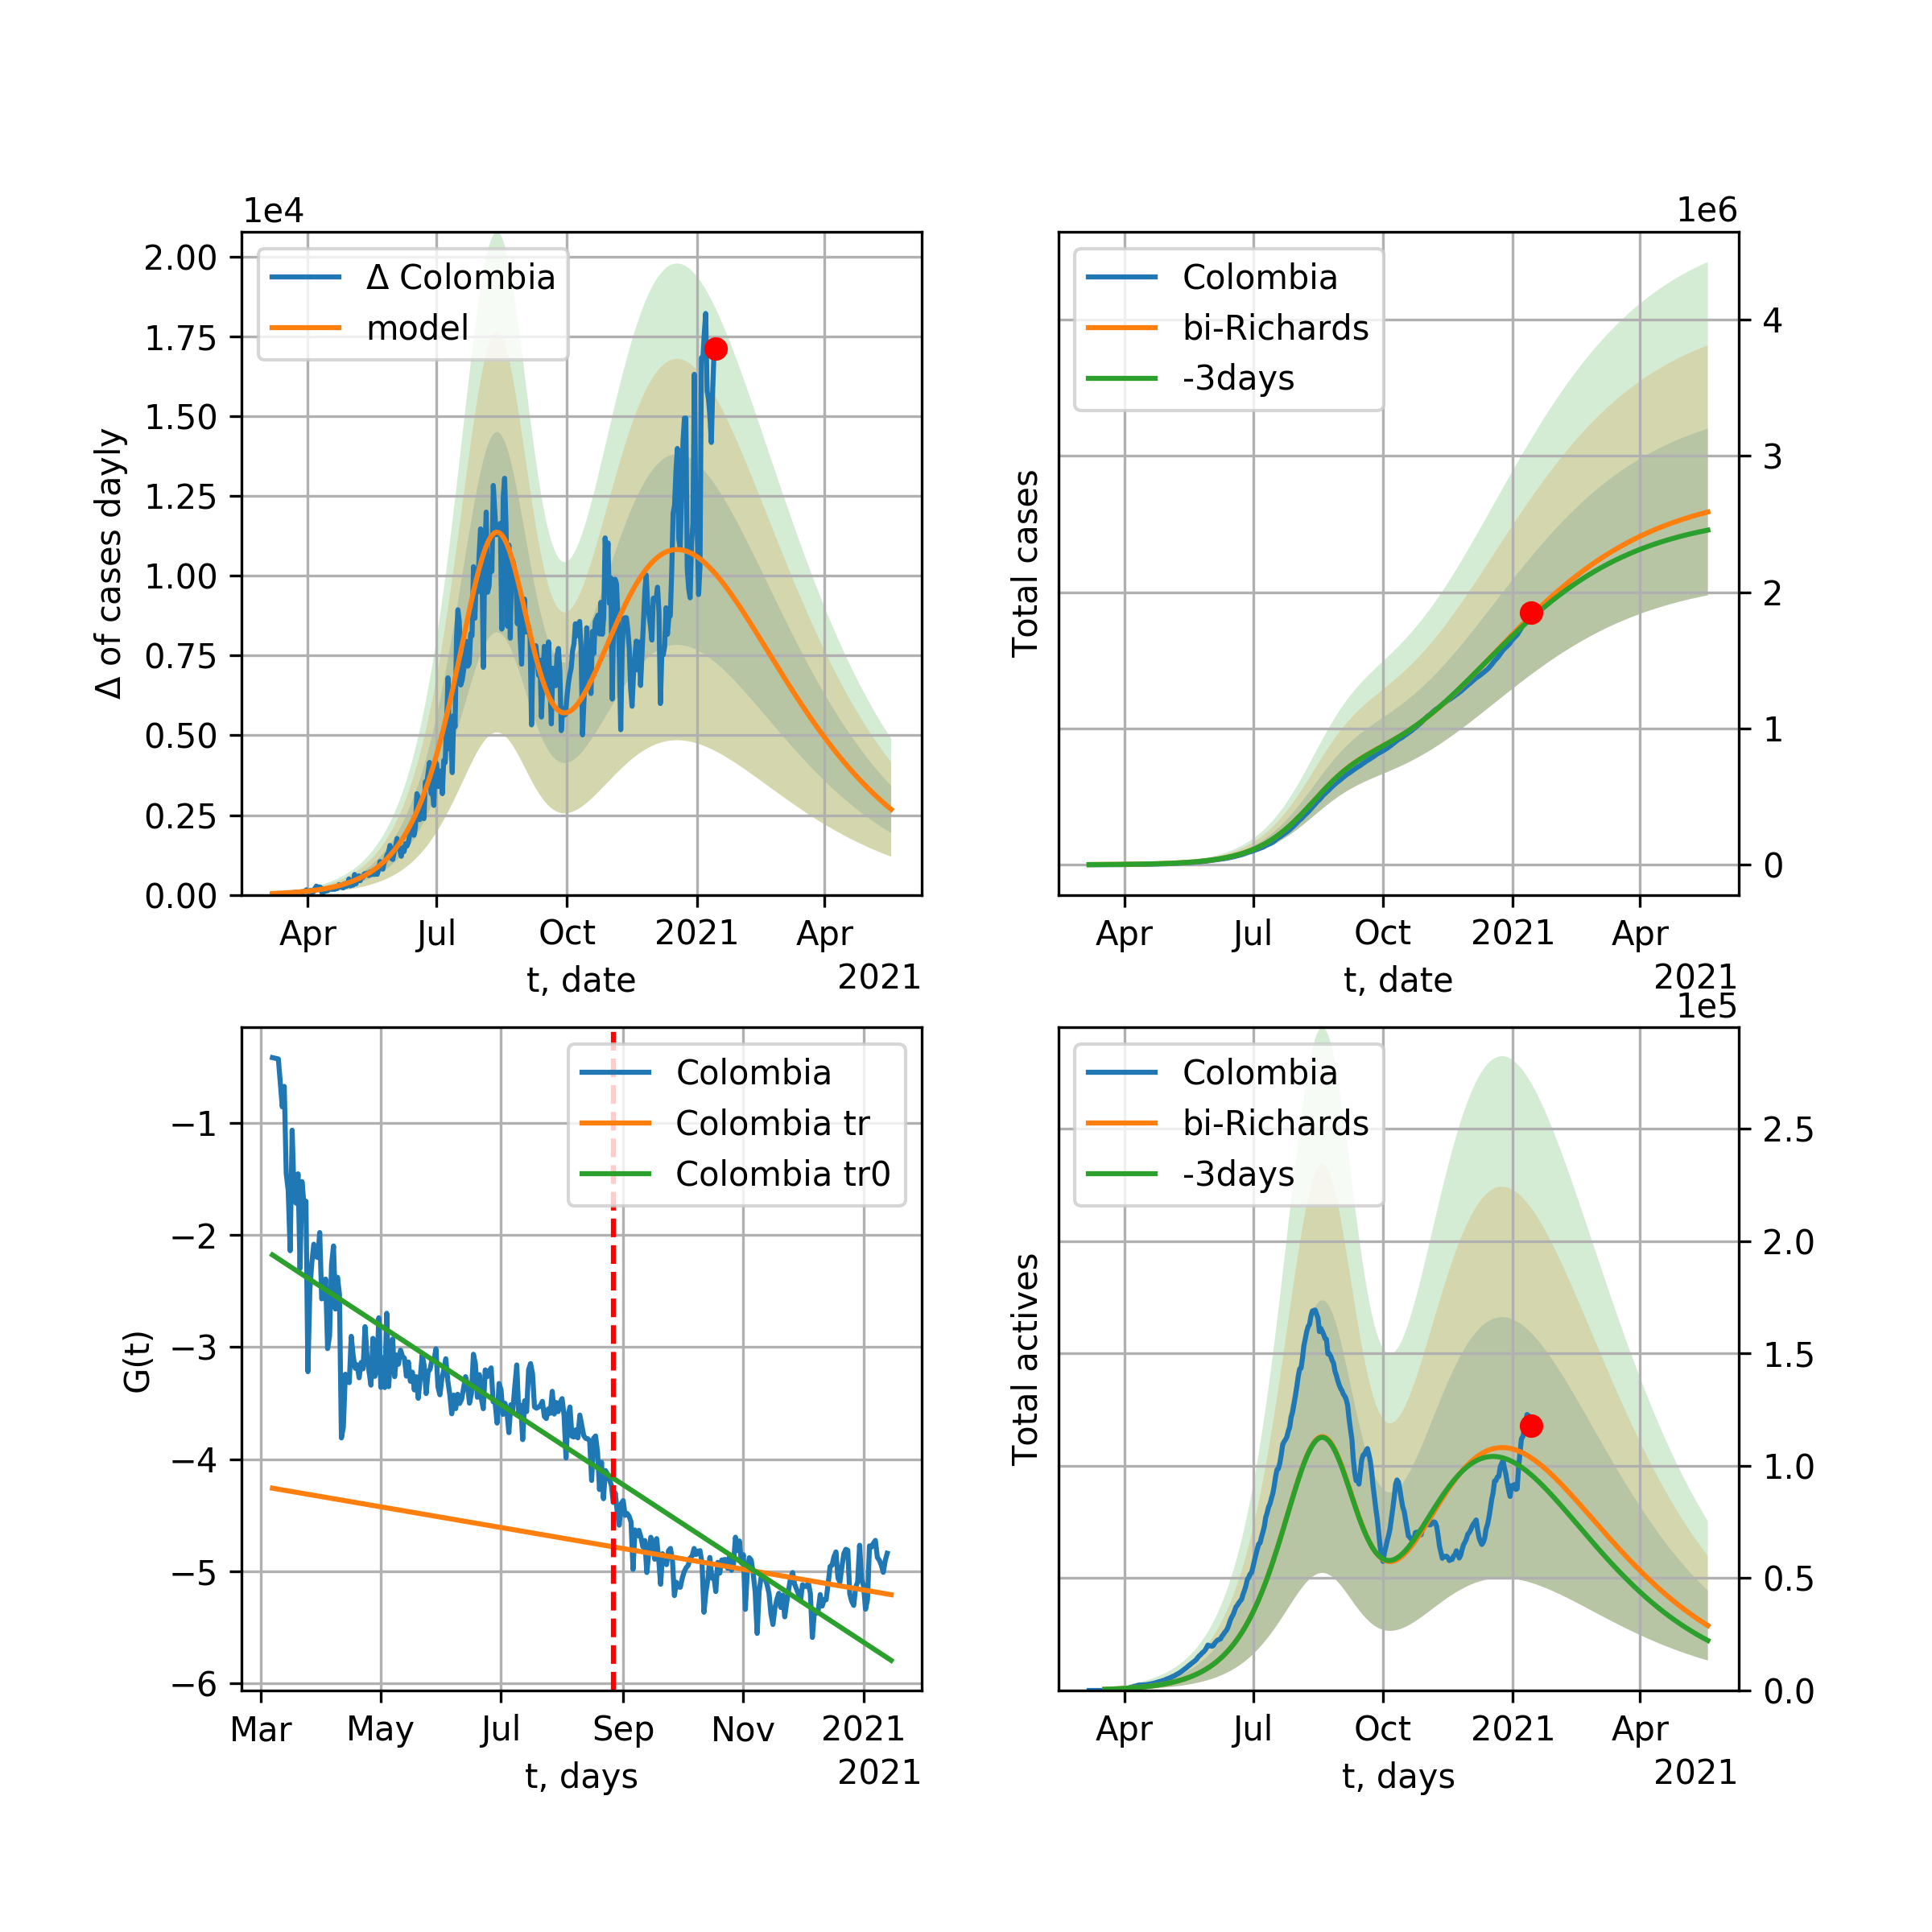 1e4
Δ Colombia
model
Δ of cases dayly
2.00
1.75
1.50
1.25
1.00
0.75
0.50
0.25
0.00
Apr Jul Oct 2021 Apr
t, date
2021
1e6
Colombia
bi-Richards
-3days
Total cases
4
3
2
1
0
Apr Jul Oct 2021 Apr
t, date
2021
Colombia
Colombia tr
Colombia tr0
G(t)
−1
−2
−3
−4
−5
−6
Mar May Jul Sep Nov 2021
t, days
2021
1e5
Colombia
bi-Richards
-3days
Total actives
2.5
2.0
1.5
1.0
0.5
0.0
Apr Jul Oct 2021 Apr
t, days
2021